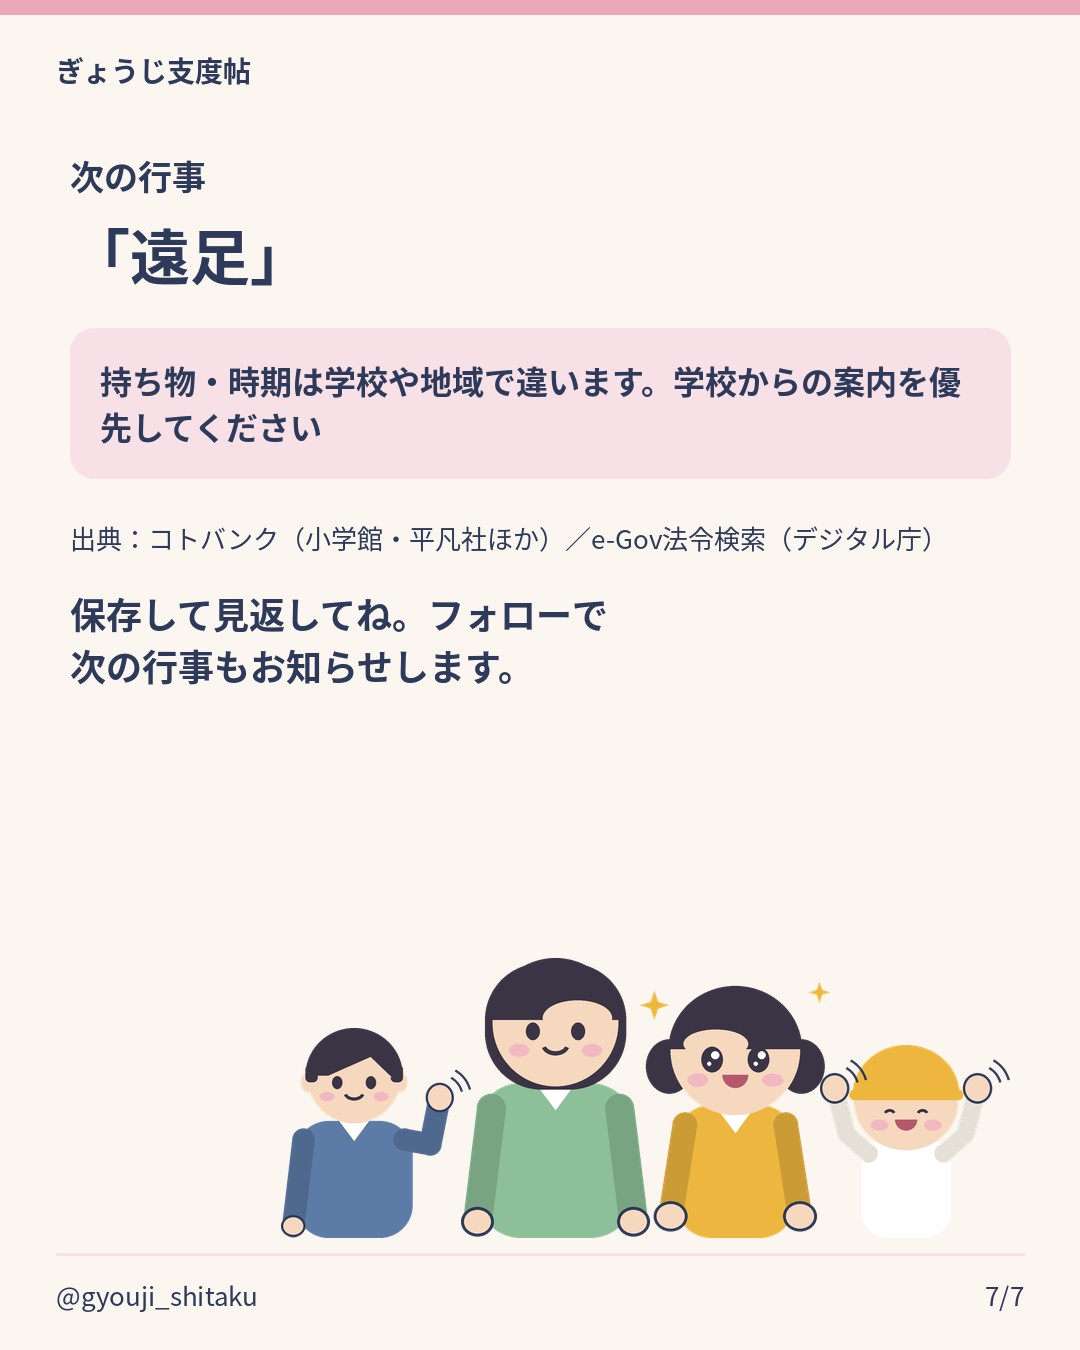 ぎょうじ支度帖
次の行事
「遠足」
持ち物・時期は学校や地域で違います。学校からの案内を優
先してください
出典：コトバンク（小学館・平凡社ほか）／e-Gov法令検索（デジタル庁）
保存して見返してね。フォローで
次の行事もお知らせします。
@gyouji_shitaku
7/7